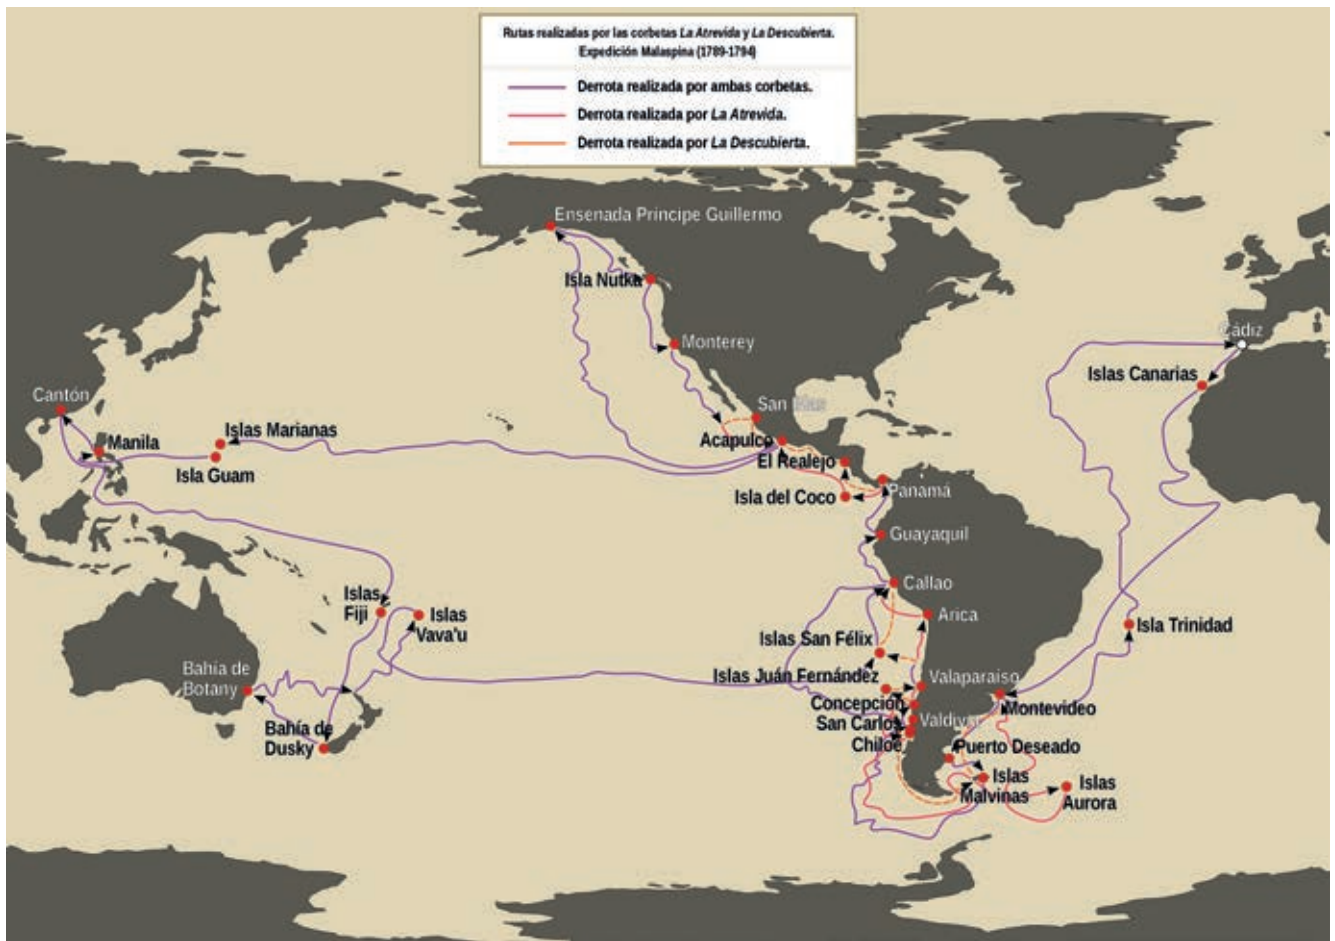 Rutas realizadas por las corbetas La Atrevida y La Descubierta.
Expedición Malaspina (1789-1794)
Derrota realizada por ambas corbetas.
Derrota realizada por La Atrevida.
Derrota realizada por La Descubierta.
Ensenada Principe Guillermo
Isla Nutka
Monterey
Cádiz
Islas Canarias
Cantón
San Blas
Islas Marianas
Manila
Acapulco
Isla Guam
El Realejo
Isla del Coco
Panamá
Guayaquil
Callao
Islas
Fiji
Islas
Vava'u
Arica
Isla Trinidad
Islas San Félix
Bahía de
Botany
Islas Juán Fernández
Valaparaiso
Concepción
Montevideo
San Carlos
Chiloé
Valdivia
Bahía de
Dusky
Puerto Deseado
Islas
Malvinas
Islas
Aurora